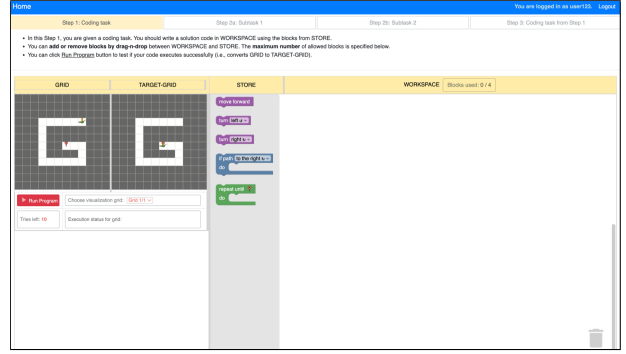 Home
You are logged in as user123. Logout
Step 1: Coding task
Step 2a: Subtask 1
Step 2b: Subtask 2
Step 3: Coding task from Step 1
In this Step 1, you are given a coding task. You should write a solution code in WORKSPACE using the blocks from STORE.
You can add or remove blocks by drag-n-drop between WORKSPACE and STORE. The maximum number of allowed blocks is specified below.
You can click Run Program button to test if your code executes successfully (i.e., converts GRID to TARGET-GRID).
GRID
TARGET-GRID
STORE
WORKSPACE
Blocks used: 0 / 4
move forward
turn left ↺
turn right ↻
if path to the right ↻
do
repeat until
do
Run Program
Choose visualization grid: Grid 1/1
Tries left: 10
Execution status for grid: